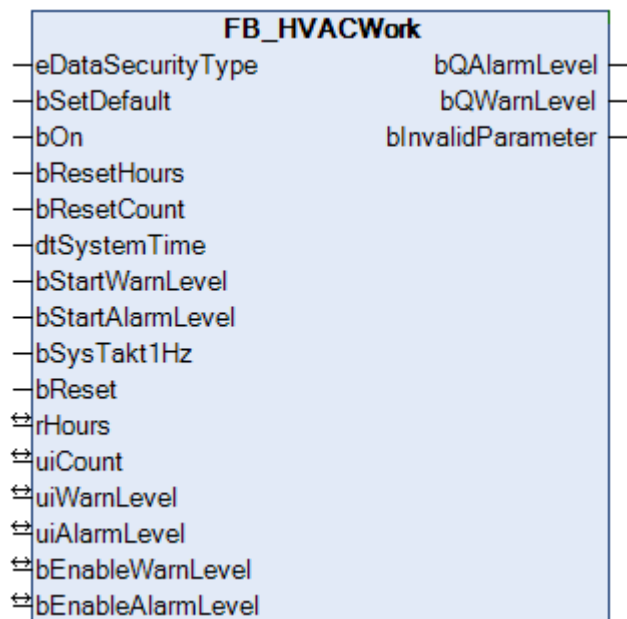 FB_HVACWork
eDataSecurityType bQAlarmLevel
bSetDefault bQWarnLevel
bOn bInvalidParameter
bResetHours
bResetCount
dtSystemTime
bStartWarnLevel
bStartAlarmLevel
bSysTakt1Hz
bReset
rHours
uiCount
uiWarnLevel
uiAlarmLevel
bEnableWarnLevel
bEnableAlarmLevel